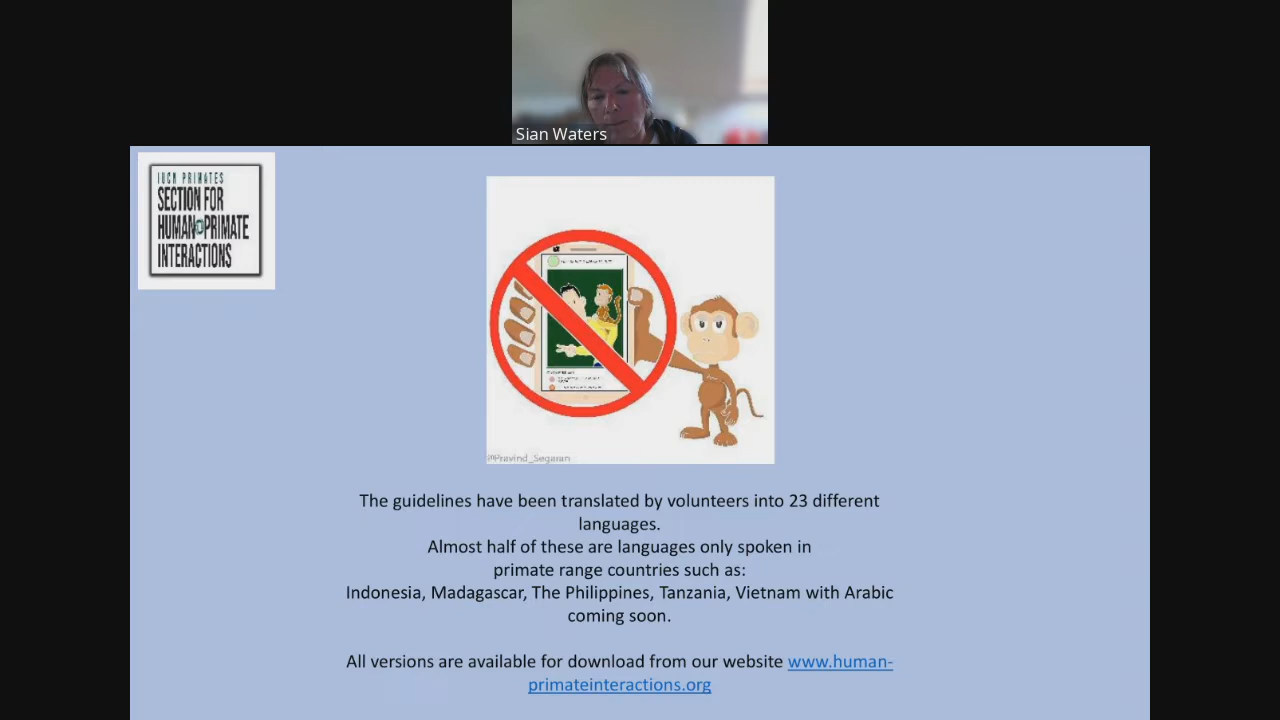 Sian Waters
IUCN PRIMATES
SECTION FOR
HUMAN PRIMATE
INTERACTIONS
@Pravind_Segaran
The guidelines have been translated by volunteers into 23 different
languages.
Almost half of these are languages only spoken in
primate range countries such as:
Indonesia, Madagascar, The Philippines, Tanzania, Vietnam with Arabic
coming soon.
All versions are available for download from our website www.human-
primateinteractions.org